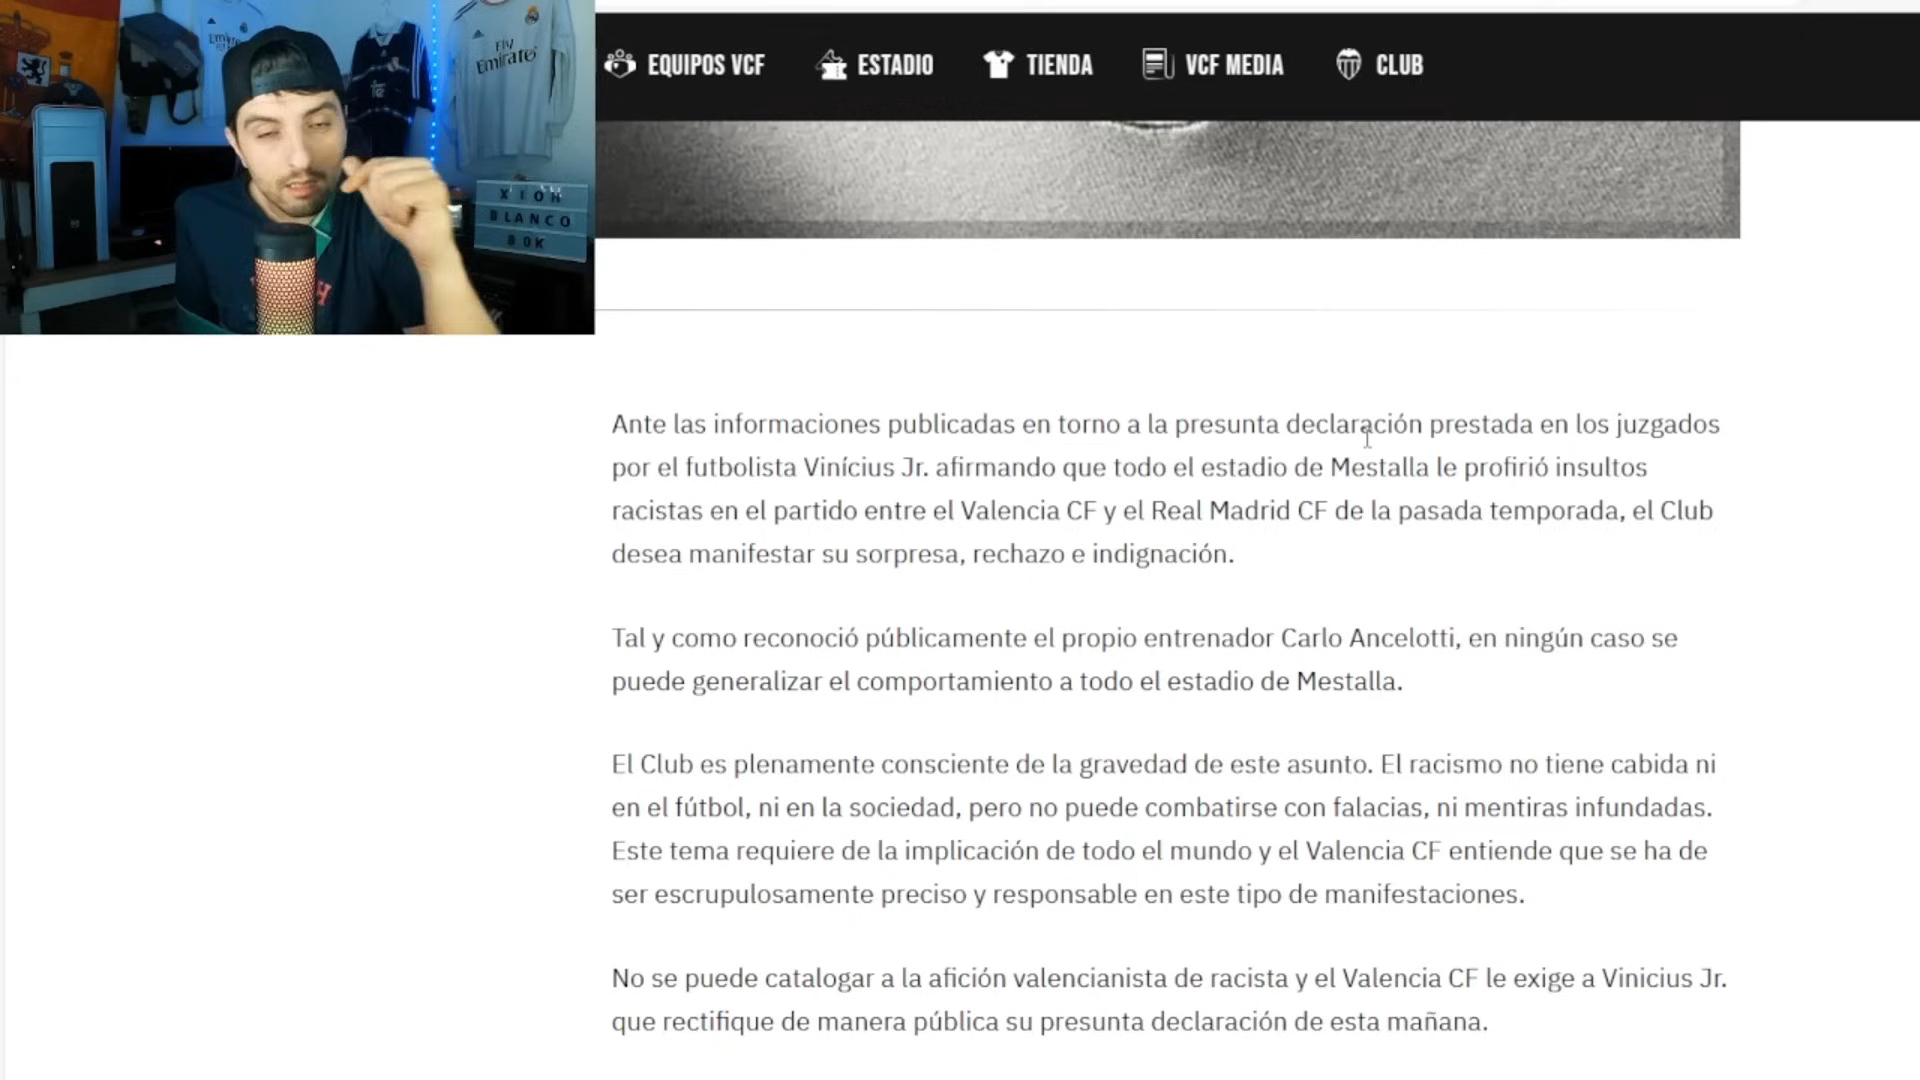 Fly
Emirates
XIOH
BLANCO
80K
EQUIPOS VCF
ESTADIO
TIENDA
VCF MEDIA
CLUB
Ante las informaciones publicadas en torno a la presunta declaración prestada en los juzgados
por el futbolista Vinícius Jr. afirmando que todo el estadio de Mestalla le profirió insultos
racistas en el partido entre el Valencia CF y el Real Madrid CF de la pasada temporada, el Club
desea manifestar su sorpresa, rechazo e indignación.
Tal y como reconoció públicamente el propio entrenador Carlo Ancelotti, en ningún caso se
puede generalizar el comportamiento a todo el estadio de Mestalla.
El Club es plenamente consciente de la gravedad de este asunto. El racismo no tiene cabida ni
en el fútbol, ni en la sociedad, pero no puede combatirse con falacias, ni mentiras infundadas.
Este tema requiere de la implicación de todo el mundo y el Valencia CF entiende que se ha de
ser escrupulosamente preciso y responsable en este tipo de manifestaciones.
No se puede catalogar a la afición valencianista de racista y el Valencia CF le exige a Vinicius Jr.
que rectifique de manera pública su presunta declaración de esta mañana.